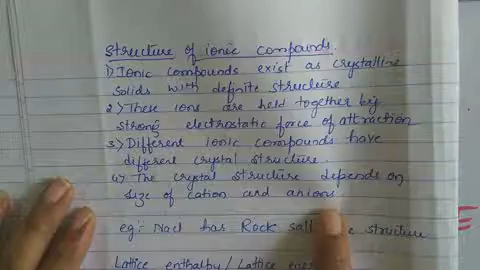 Structure of ionic compounds.
1) Ionic compounds exist as crystalline
solids with definite structure
2) These ions are held together by
strong electrostatic force of attraction
3) Different ionic compounds have
different crystal structure.
4) The crystal structure depends on
size of cation and anions.
eg:- Nacl has Rock salt structure
Lattice enthalpy / Lattice